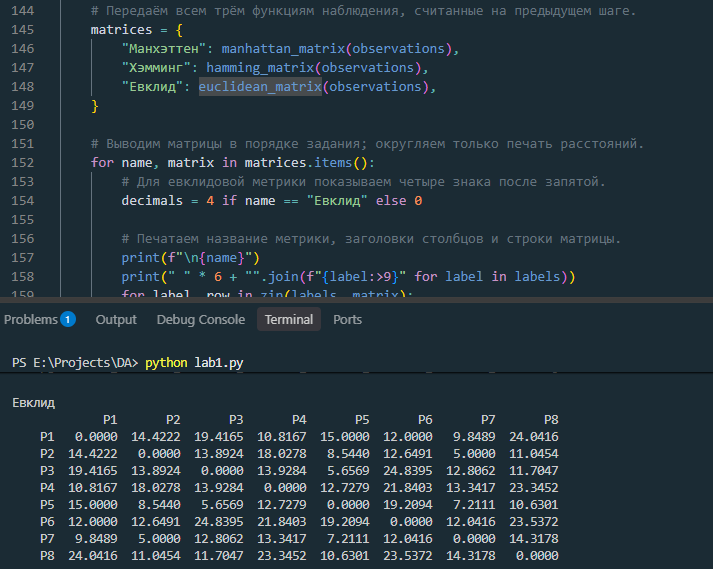 144 # Передаём всем трём функциям наблюдения, считанные на предыдущем шаге.
145 matrices = {
146 "Манхэттен": manhattan_matrix(observations),
147 "Хэмминг": hamming_matrix(observations),
148 "Евклид": euclidean_matrix(observations),
149 }
150
151 # Выводим матрицы в порядке задания; округляем только печать расстояний.
152 for name, matrix in matrices.items():
153 # Для евклидовой метрики показываем четыре знака после запятой.
154 decimals = 4 if name == "Евклид" else 0
155
156 # Печатаем название метрики, заголовки столбцов и строки матрицы.
157 print(f"\n{name}")
158 print(" " * 6 + "".join(f"{label:>9}" for label in labels))
159 for label, row in zip(labels, matrix):
Problems 1 Output Debug Console Terminal Ports
PS E:\Projects\DA> python lab1.py
Евклид
P1 P2 P3 P4 P5 P6 P7 P8
P1 0.0000 14.4222 19.4165 10.8167 15.0000 12.0000 9.8489 24.0416
P2 14.4222 0.0000 13.8924 18.0278 8.5440 12.6491 5.0000 11.0454
P3 19.4165 13.8924 0.0000 13.9284 5.6569 24.8395 12.8062 11.7047
P4 10.8167 18.0278 13.9284 0.0000 12.7279 21.8403 13.3417 23.3452
P5 15.0000 8.5440 5.6569 12.7279 0.0000 19.2094 7.2111 10.6301
P6 12.0000 12.6491 24.8395 21.8403 19.2094 0.0000 12.0416 23.5372
P7 9.8489 5.0000 12.8062 13.3417 7.2111 12.0416 0.0000 14.3178
P8 24.0416 11.0454 11.7047 23.3452 10.6301 23.5372 14.3178 0.0000